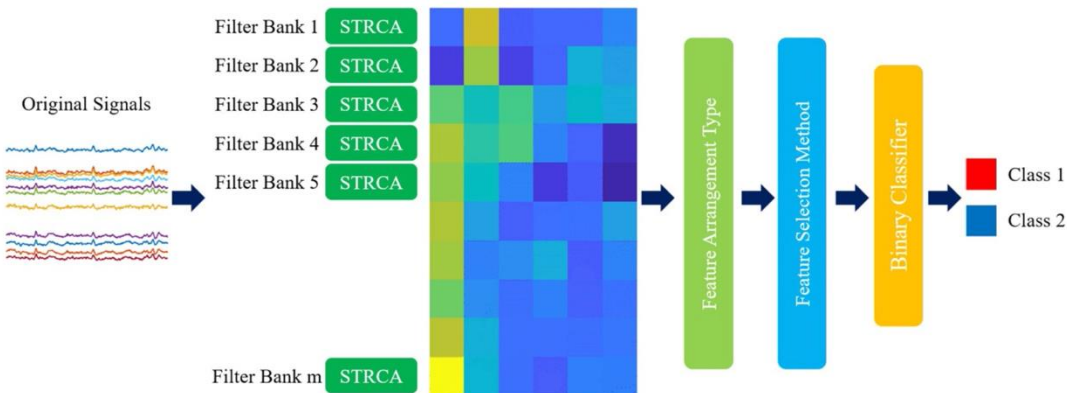 Original Signals
Filter Bank 1 STRCA
Filter Bank 2 STRCA
Filter Bank 3 STRCA
Filter Bank 4 STRCA
Filter Bank 5 STRCA
Filter Bank m STRCA
Feature Arrangement Type
Feature Selection Method
Binary Classifier
Class 1
Class 2